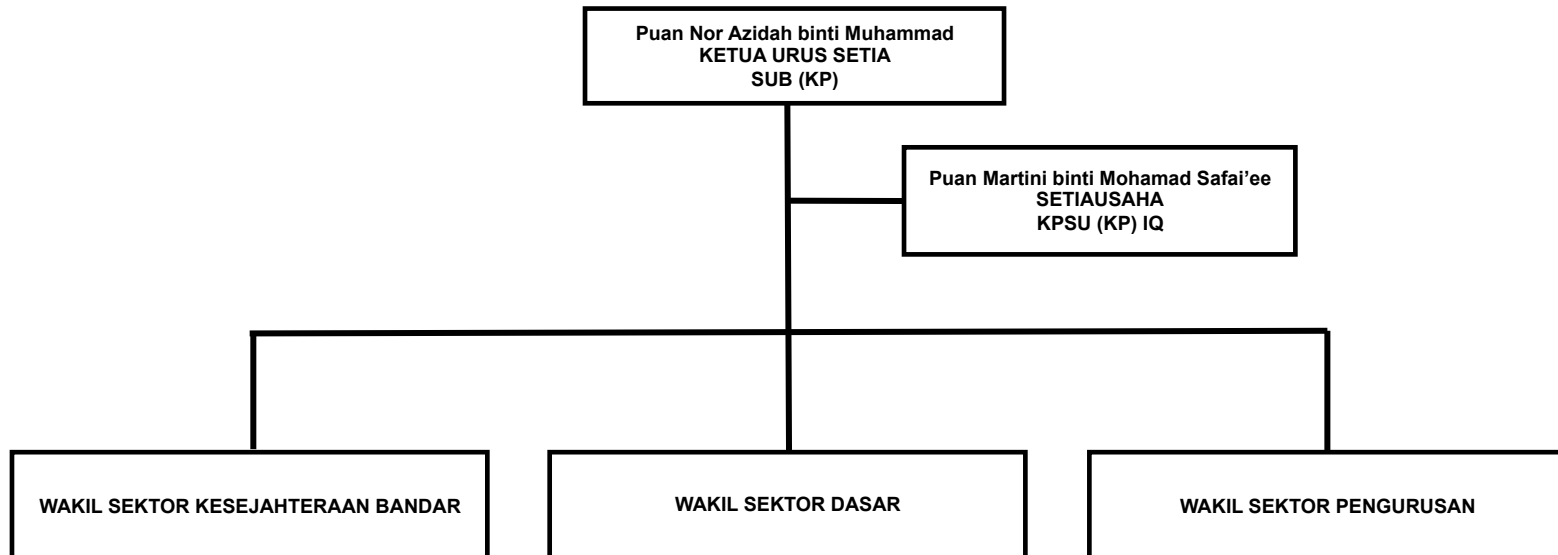 Puan Nor Azidah binti Muhammad
KETUA URUS SETIA
SUB (KP)
Puan Martini binti Mohamad Safai’ee
SETIAUSAHA
KPSU (KP) IQ
WAKIL SEKTOR KESEJAHTERAAN BANDAR
WAKIL SEKTOR DASAR
WAKIL SEKTOR PENGURUSAN